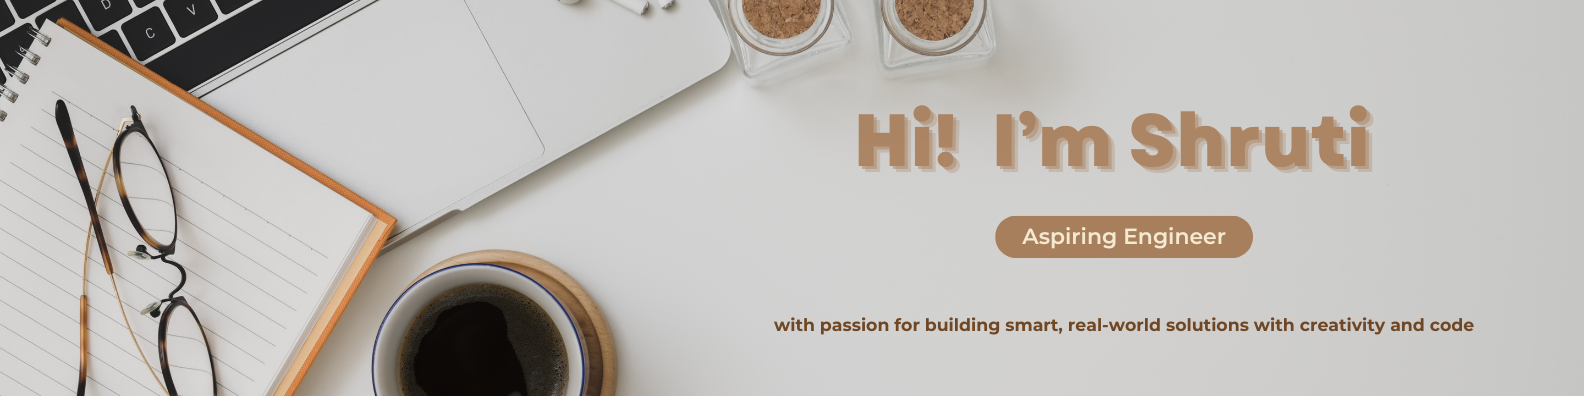 D
C
V
Hi! I'm Shruti
Aspiring Engineer
with passion for building smart, real-world solutions with creativity and code